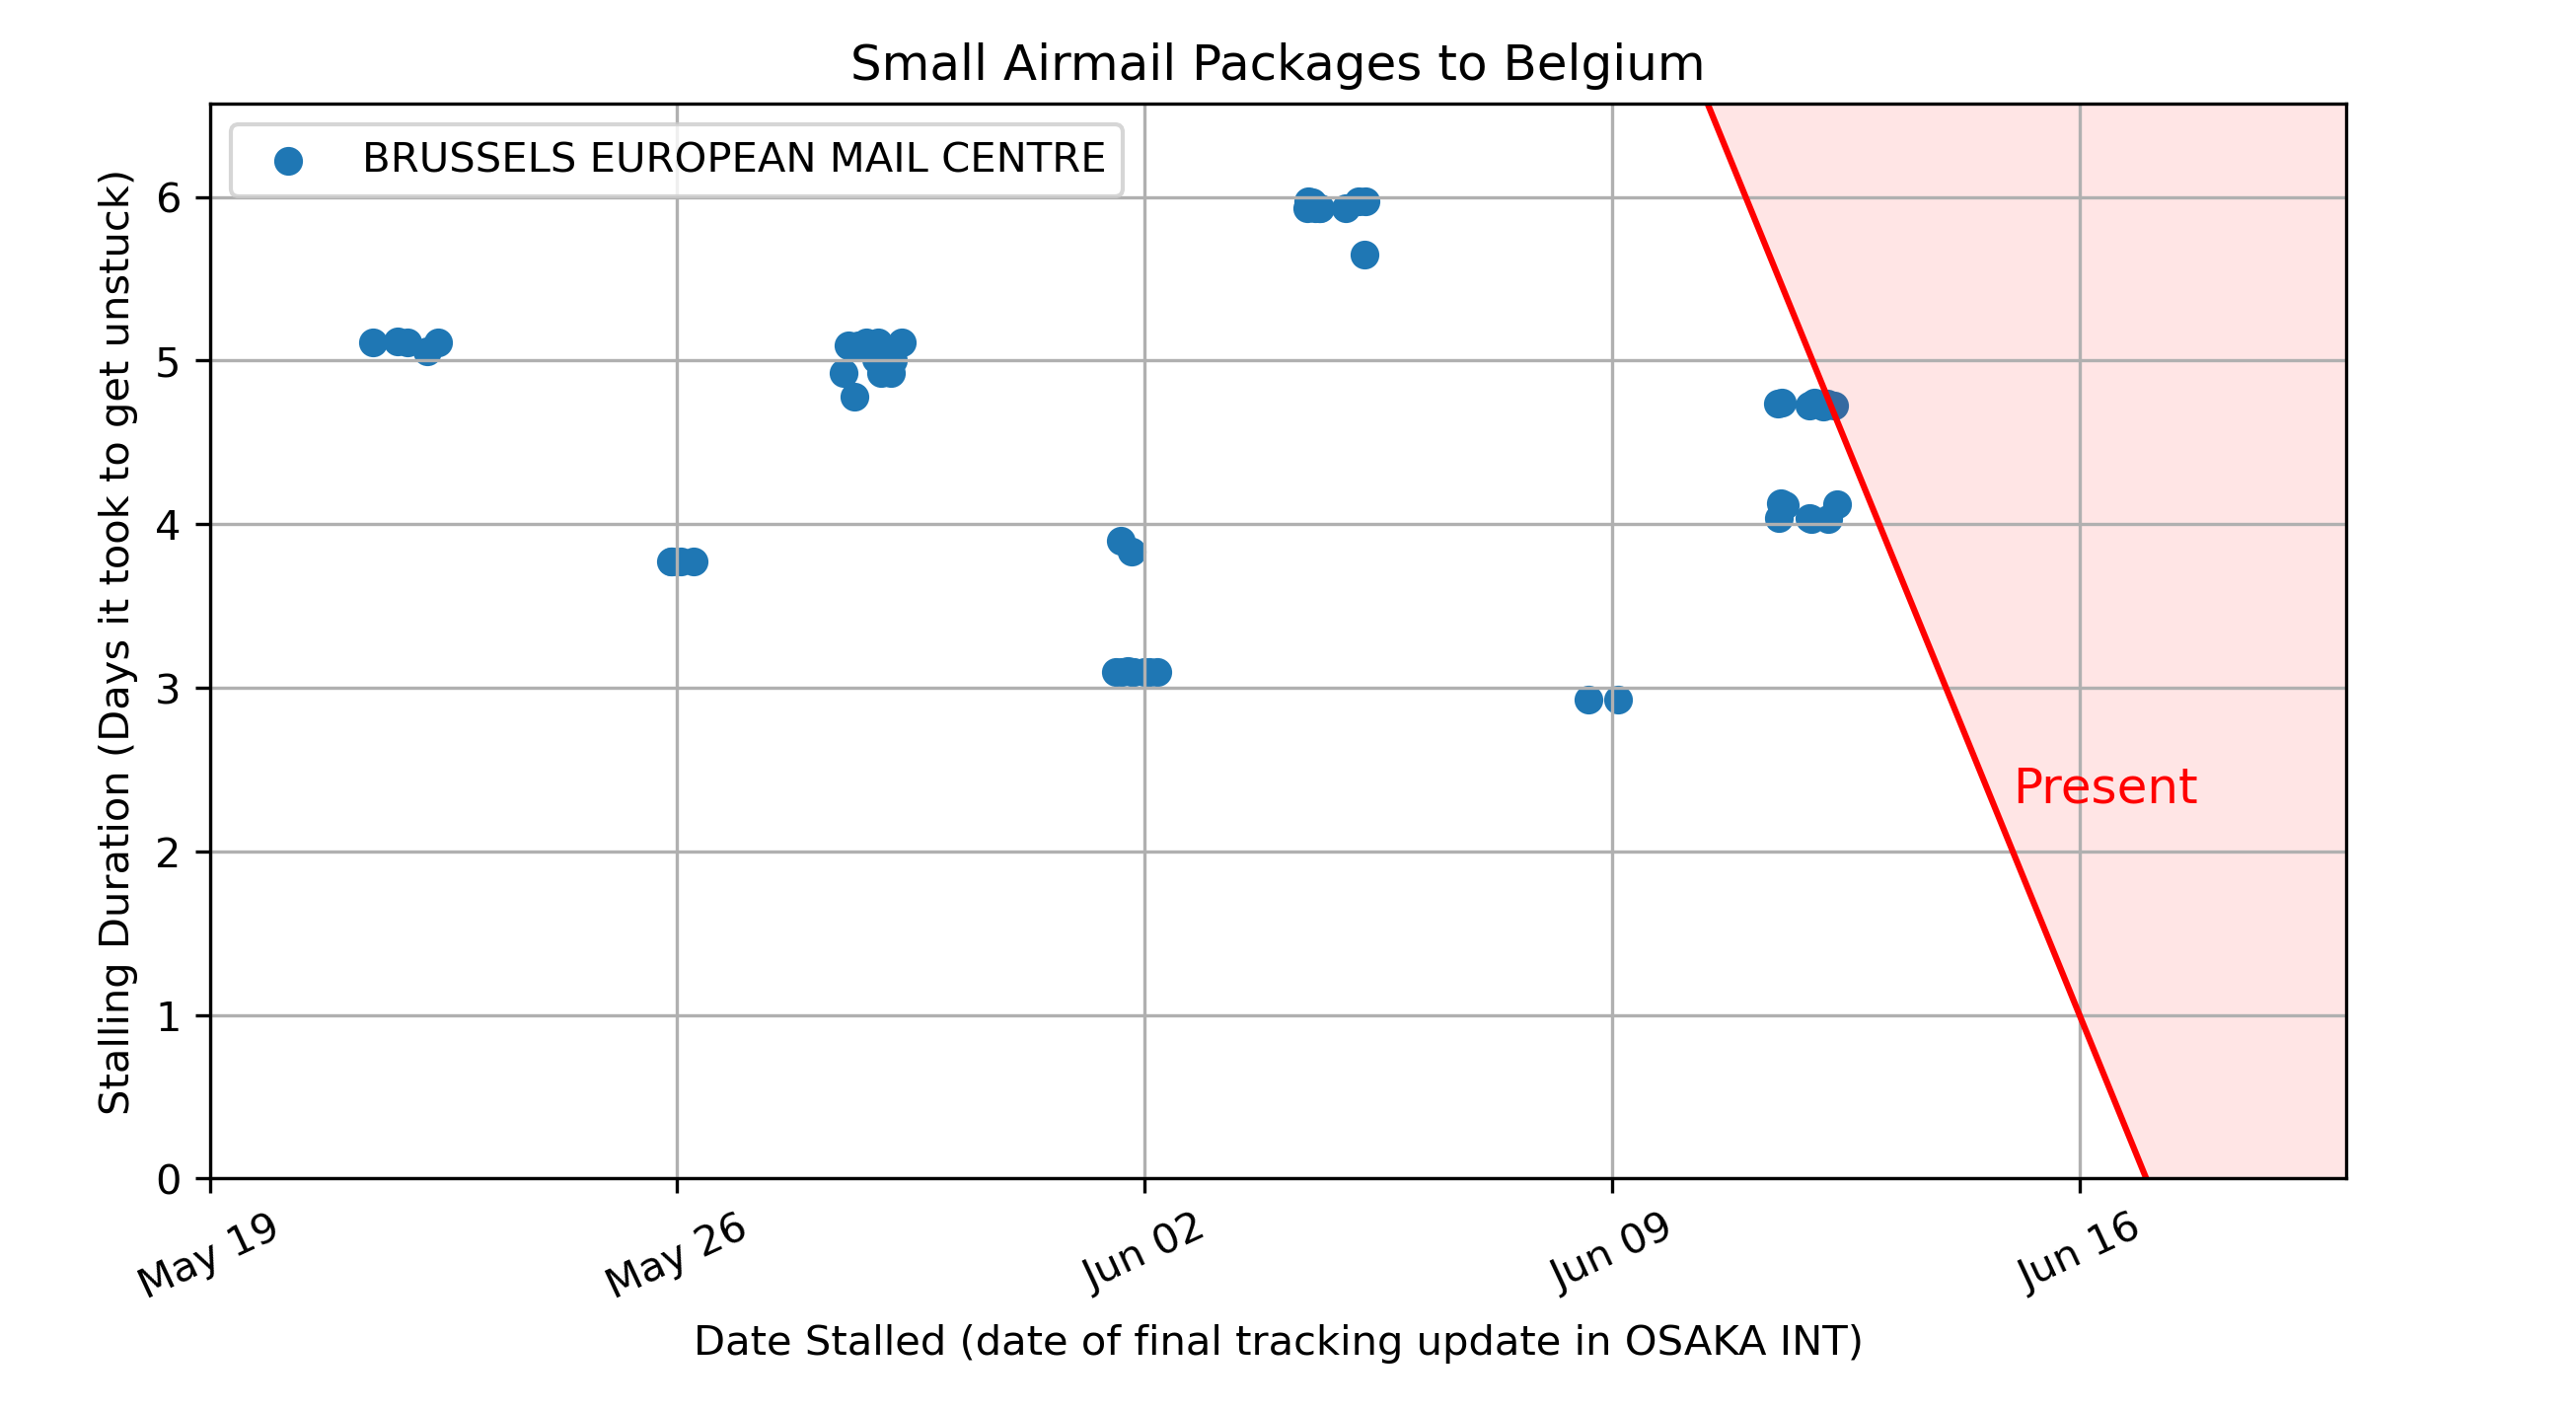 Small Airmail Packages to Belgium
BRUSSELS EUROPEAN MAIL CENTRE
Stalling Duration (Days it took to get unstuck)
6
5
4
3
2
1
0
Present
May 19
May 26
Jun 02
Jun 09
Jun 16
Date Stalled (date of final tracking update in OSAKA INT)